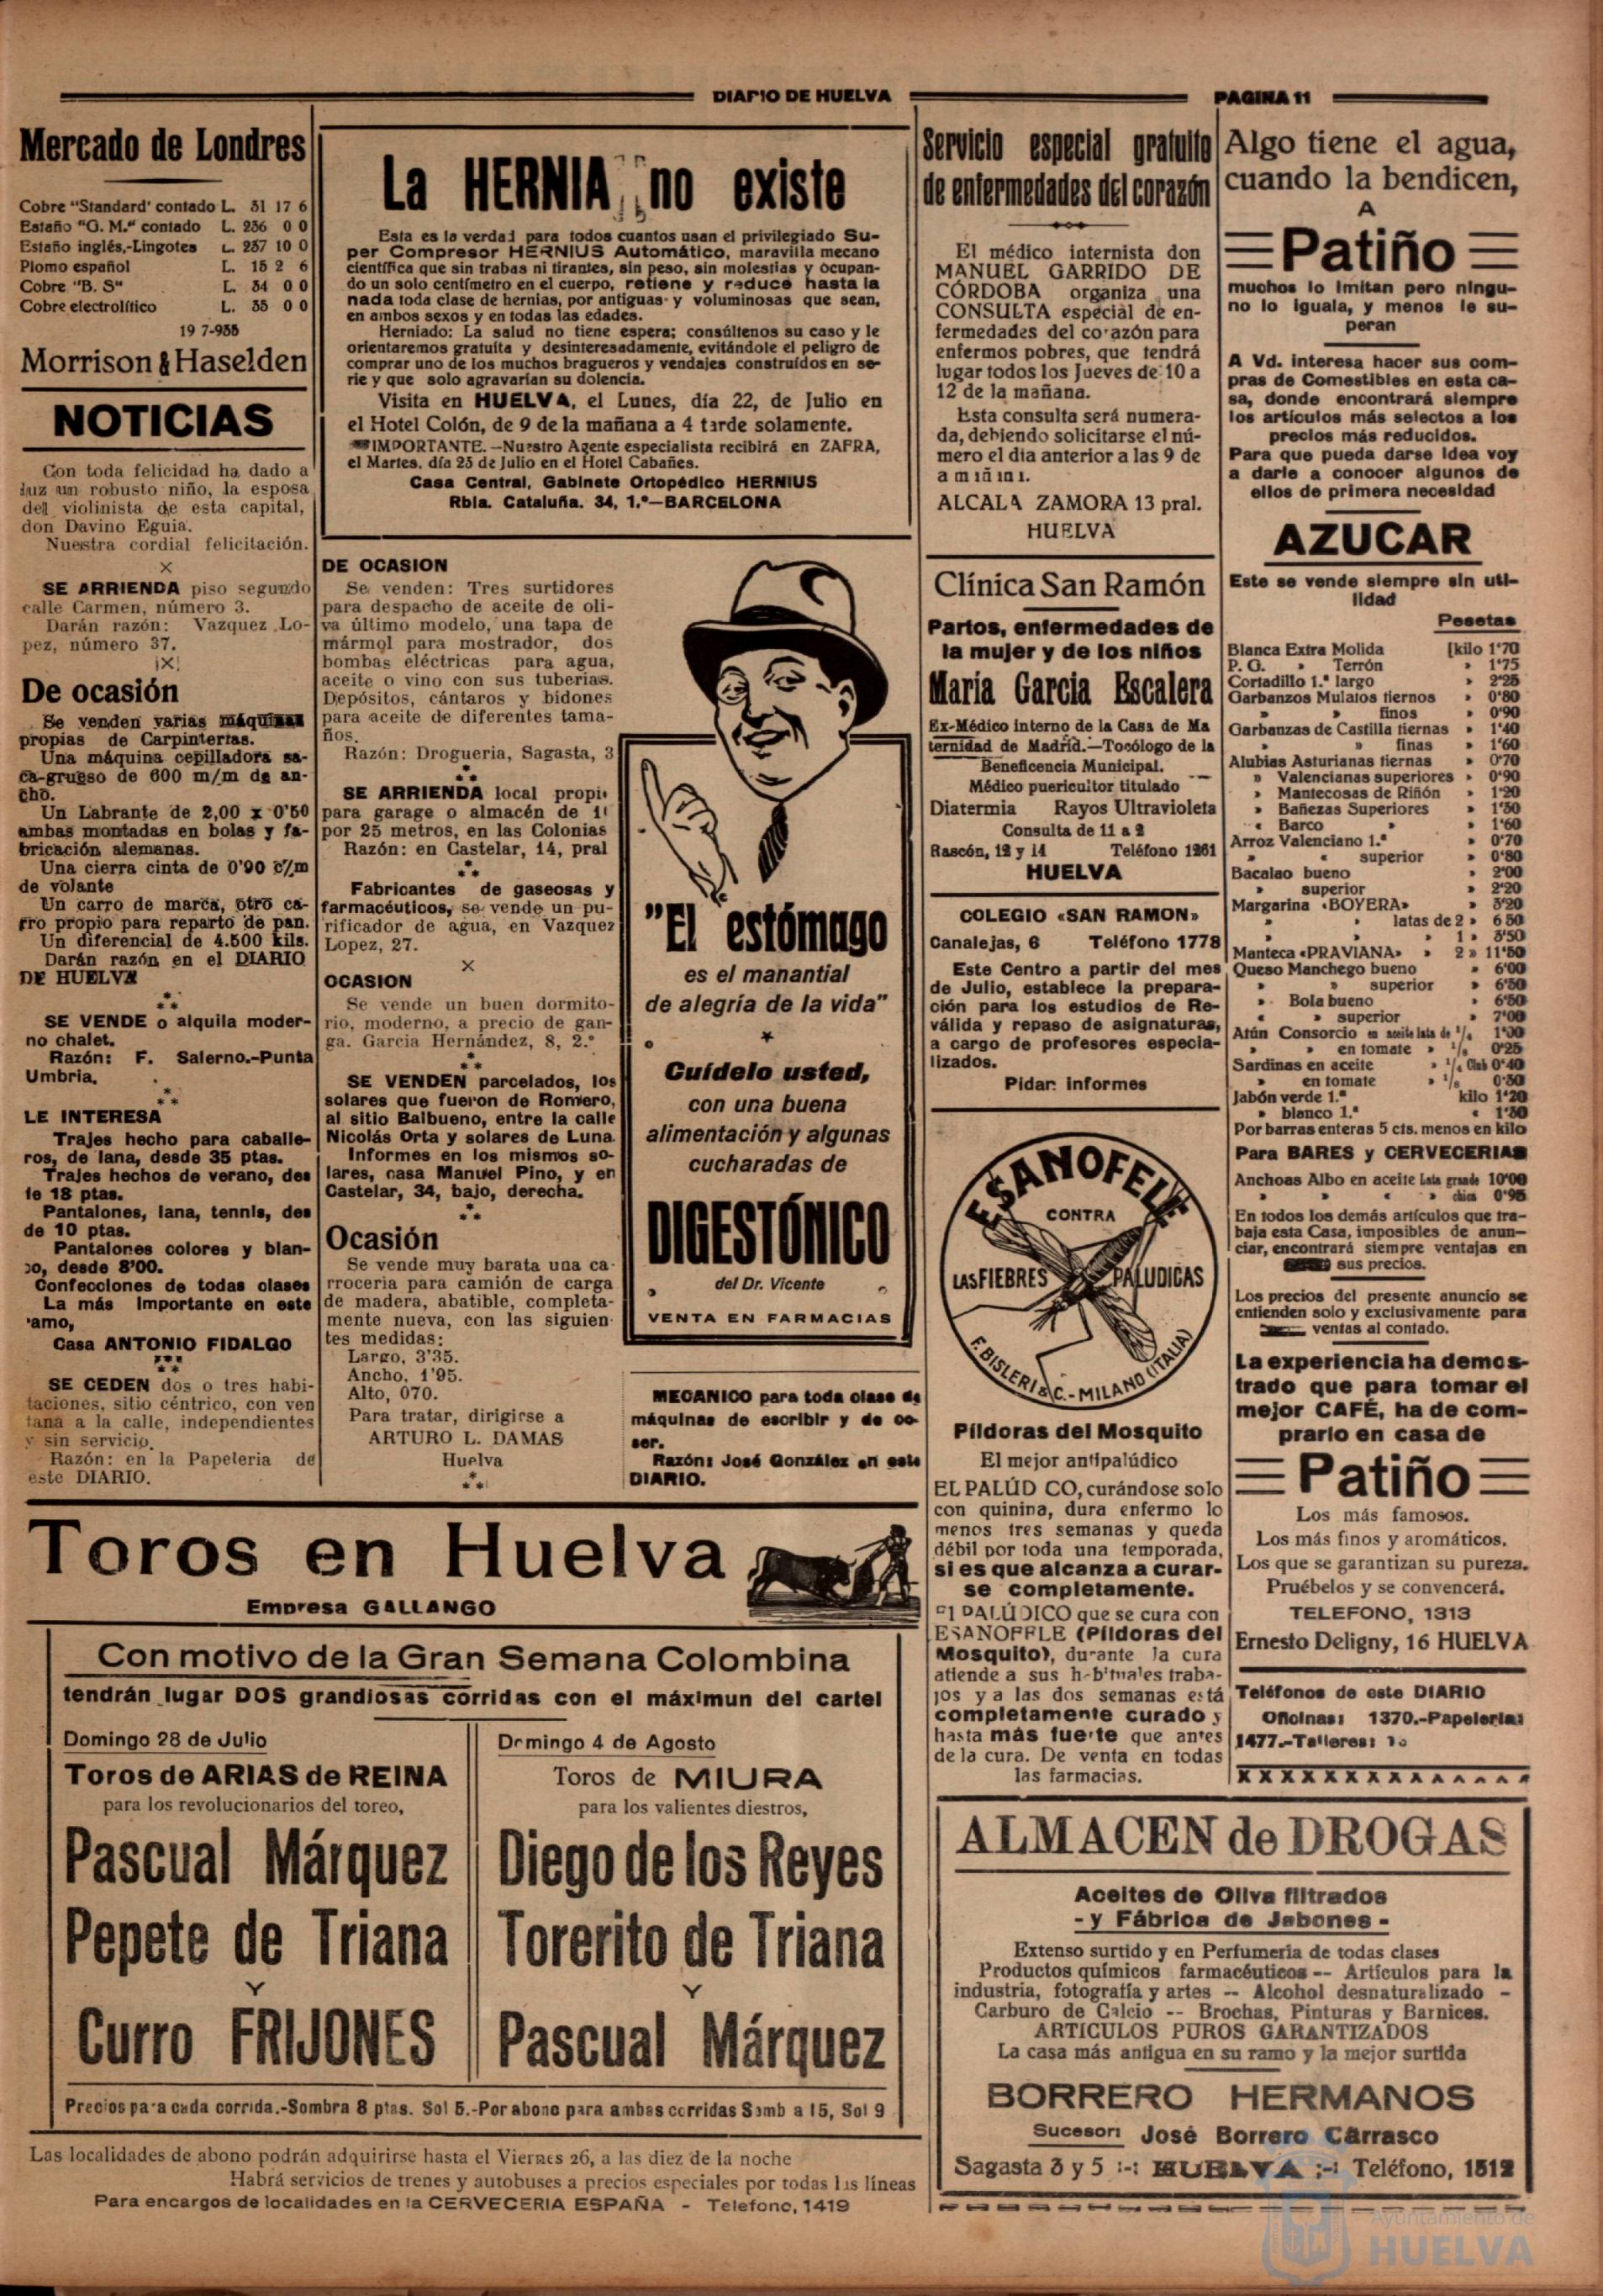 DIARIO DE HUELVA
PAGINA 11
Mercado de Londres
Cobre "Standard' contado L. 31 17 6
Estaño "G. M." contado L. 236 0 0
Estaño inglés,-Lingotes L. 237 10 0
Plomo español L. 15 2 6
Cobre "B. S" L. 34 0 0
Cobre electrolítico L. 35 0 0
19 7-935
Morrison & Haselden
NOTICIAS
Con toda felicidad ha dado a
luz un robusto niño, la esposa
del violinista de esta capital,
don Davino Eguia.
Nuestra cordial felicitación.
×
SE ARRIENDA piso segundo
calle Carmen, número 3.
Darán razón: Vazquez Lo-
pez, número 37.
¡×!
De ocasión
Se venden varias máquinas
propias de Carpinterias.
Una máquina cepilladora sa-
ca-grueso de 600 m/m de an-
cho.
Un Labrante de 2,00 x 0'50
ambas montadas en bolas y fa-
bricación alemanas.
Una cierra cinta de 0'90 c/m
de volante
Un carro de marca, otro ca-
rro propio para reparto de pan.
Un diferencial de 4.500 kils.
Darán razón en el DIARIO
DE HUELVA
SE VENDE o alquila moder-
no chalet.
Razón: F. Salerno.-Punta
Umbria.
LE INTERESA
Trajes hecho para caballe-
ros, de lana, desde 35 ptas.
Trajes hechos de verano, des
de 18 ptas.
Pantalones, lana, tennis, des
de 10 ptas.
Pantalones colores y blan-
co, desde 8'00.
Confecciones de todas clases
La más importante en este
ramo,
Casa ANTONIO FIDALGO
SE CEDEN dos o tres habi-
taciones, sitio céntrico, con ven
tana a la calle, independientes
y sin servicio.
Razón: en la Papeleria de
este DIARIO.
La HERNIA no existe
Esta es la verdad para todos cuantos usan el privilegiado Su-
per Compresor HERNIUS Automático, maravilla mecano
científica que sin trabas ni tirantes, sin peso, sin molestias y ocupan-
do un solo centímetro en el cuerpo, retiene y reduce hasta la
nada toda clase de hernias, por antiguas y voluminosas que sean,
en ambos sexos y en todas las edades.
Herniado: La salud no tiene espera; consúltenos su caso y le
orientaremos gratuita y desinteresadamente, evitándole el peligro de
comprar uno de los muchos bragueros y vendajes construídos en se-
rie y que solo agravarían su dolencia.
Visita en HUELVA, el Lunes, día 22, de Julio en
el Hotel Colón, de 9 de la mañana a 4 tarde solamente.
IMPORTANTE.—Nuestro Agente especialista recibirá en ZAFRA,
el Martes, día 23 de Julio en el Hotel Cabañes.
Casa Central, Gabinete Ortopédico HERNIUS
Rbla. Cataluña. 34, 1.º—BARCELONA
DE OCASION
Se venden: Tres surtidores
para despacho de aceite de oli-
va último modelo, una tapa de
mármol para mostrador, dos
bombas eléctricas para agua,
aceite o vino con sus tuberias.
Depósitos, cántaros y bidones
para aceite de diferentes tama-
ños.
Razón: Drogueria, Sagasta, 3
SE ARRIENDA local propi
para garage o almacén de 1
por 25 metros, en las Colonias
Razón: en Castelar, 14, pral
Fabricantes de gaseosas y
farmacéuticos, se vende un pu-
rificador de agua, en Vazquez
Lopez, 27.
×
OCASION
Se vende un buen dormito-
rio, moderno, a precio de gan-
ga. Garcia Hernández, 8, 2.º
SE VENDEN parcelados, los
solares que fueron de Romero,
al sitio Balbueno, entre la calle
Nicolás Orta y solares de Luna.
Informes en los mismos so-
lares, casa Manuel Pino, y en
Castelar, 34, bajo, derecha.
Ocasión
Se vende muy barata una ca-
rroceria para camión de carga
de madera, abatible, completa-
mente nueva, con las siguien-
tes medidas:
Largo, 3'35.
Ancho, 1'95.
Alto, 070.
Para tratar, dirigirse a
ARTURO L. DAMAS
Huelva
"El estómago
es el manantial
de alegría de la vida"
Cuídelo usted,
con una buena
alimentación y algunas
cucharadas de
DIGESTÓNICO
del Dr. Vicente
VENTA EN FARMACIAS
MECANICO para toda clase de
máquinas de escribir y de co-
ser.
Razón: José González en este
DIARIO.
Servicio especial gratuito
de enfermedades del corazón
El médico internista don
MANUEL GARRIDO DE
CÓRDOBA organiza una
CONSULTA especial de en-
fermedades del corazón para
enfermos pobres, que tendrá
lugar todos los Jueves de 10 a
12 de la mañana.
Esta consulta será numera-
da, debiendo solicitarse el nú-
mero el dia anterior a las 9 de
ALCALA ZAMORA 13 pral.
HUELVA
Clínica San Ramón
Partos, enfermedades de
la mujer y de los niños
María Garcia Escalera
Ex-Médico interno de la Casa de Ma
ternidad de Madrid.—Tocólogo de la
Beneficencia Municipal.
Médico puericultor titulado
Diatermia Rayos Ultravioleta
Consulta de 11 a 2
Rascón, 12 y 14 Teléfono 1261
HUELVA
COLEGIO «SAN RAMON»
Canalejas, 6 Teléfono 1778
Este Centro a partir del mes
de Julio, establece la prepara-
ción para los estudios de Re-
válida y repaso de asignaturas,
a cargo de profesores especia-
lizados.
Pidan informes
ESANOFELE
CONTRA
LAS FIEBRES PALUDICAS
F. BISLERI & C.-MILANO (ITALIA)
Píldoras del Mosquito
El mejor antipalúdico
EL PALÚD CO, curándose solo
con quinina, dura enfermo lo
menos tres semanas y queda
débil por toda una temporada,
si es que alcanza a curar-
se completamente.
El PALÚDICO que se cura con
ESANOFELE (Píldoras del
Mosquito), durante la cura
atiende a sus habituales traba-
jos y a las dos semanas está
completamente curado y
hasta más fuerte que antes
de la cura. De venta en todas
las farmacias.
Algo tiene el agua,
cuando la bendicen,
A
Patiño
muchos lo imitan pero ningu-
no lo iguala, y menos le su-
peran
A Vd. interesa hacer sus com-
pras de Comestibles en esta ca-
sa, donde encontrará siempre
los artículos más selectos a los
precios más reducidos.
Para que pueda darse idea voy
a darle a conocer algunos de
ellos de primera necesidad
AZUCAR
Este se vende siempre sin uti-
lidad
Pesetas
Blanca Extra Molida kilo 1'70
P. G. » Terrón » 1'75
Cortadillo 1.ª largo » 2'25
Garbanzos Mulatos tiernos » 0'80
» » finos » 0'90
Garbanzas de Castilla tiernas » 1'40
» » finas » 1'60
Alubias Asturianas tiernas » 0'70
» Valencianas superiores » 0'90
» Mantecosas de Riñón » 1'20
» Bañezas Superiores » 1'30
« Barco » » 1'60
Arroz Valenciano 1.ª » 0'70
» « superior » 0'80
Bacalao bueno » 2'00
» superior » 2'20
Margarina «BOYERA» » 3'20
» » latas de 2 » 6 50
» » » 1 » 3'50
Manteca «PRAVIANA» » 2 » 11'50
Queso Manchego bueno » 6'00
» » superior » 6'50
» Bola bueno » 6'50
« » superior » 7'00
Atún Consorcio en aceite lata de 1/4 1'00
» » en tomate » 1/8 0'25
Sardinas en aceite » 1/4 Club 0'40
» en tomate » 1/8 0'30
Jabón verde 1.ª kilo 1'20
» blanco 1.ª « 1'30
Por barras enteras 5 cts. menos en kilo
Para BARES y CERVECERIAS
Anchoas Albo en aceite Lata grande 10'00
» » « » chica 0'95
En todos los demás artículos que tra-
baja esta Casa, imposibles de anun-
ciar, encontrará siempre ventajas en
sus precios.
Los precios del presente anuncio se
entienden solo y exclusivamente para
ventas al contado.
La experiencia ha demos-
trado que para tomar el
mejor CAFÉ, ha de com-
prarlo en casa de
Patiño
Los más famosos.
Los más finos y aromáticos.
Los que se garantizan su pureza.
Pruébelos y se convencerá.
TELEFONO, 1313
Ernesto Deligny, 16 HUELVA
Teléfonos de este DIARIO
Oficinas: 1370.-Papeleria:
1477.-Talleres:
Toros en Huelva
Empresa GALLANGO
Con motivo de la Gran Semana Colombina
tendrán lugar DOS grandiosas corridas con el máximun del cartel
Domingo 28 de Julio
Toros de ARIAS de REINA
para los revolucionarios del toreo,
Pascual Márquez
Pepete de Triana
Y
Curro FRIJONES
Domingo 4 de Agosto
Toros de MIURA
para los valientes diestros,
Diego de los Reyes
Torerito de Triana
Y
Pascual Márquez
Precios para cada corrida.-Sombra 8 ptas. Sol 5.-Por abono para ambas corridas Somb a 15, Sol 9
Las localidades de abono podrán adquirirse hasta el Viernes 26, a las diez de la noche
Habrá servicios de trenes y autobuses a precios especiales por todas las líneas
Para encargos de localidades en la CERVECERIA ESPAÑA - Telefono, 1419
ALMACEN de DROGAS
Aceites de Oliva filtrados
- y Fábrica de Jabones -
Extenso surtido y en Perfumería de todas clases
Productos químicos farmacéuticos -- Artículos para la
industria, fotografía y artes -- Alcohol desnaturalizado -
Carburo de Calcio -- Brochas, Pinturas y Barnices.
ARTICULOS PUROS GARANTIZADOS
La casa más antigua en su ramo y la mejor surtida
BORRERO HERMANOS
Sucesor: José Borrero Carrasco
Sagasta 3 y 5 :-: HUELVA :-: Teléfono, 1512
Ayuntamiento de
HUELVA